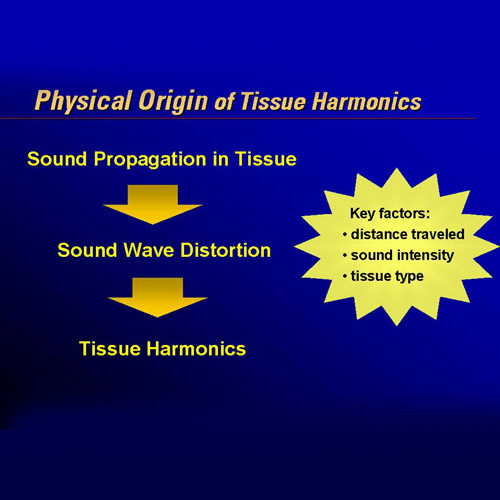 Physical Origin of Tissue Harmonics
Sound Propagation in Tissue
Sound Wave Distortion
Tissue Harmonics
Key factors:
• distance traveled
• sound intensity
• tissue type